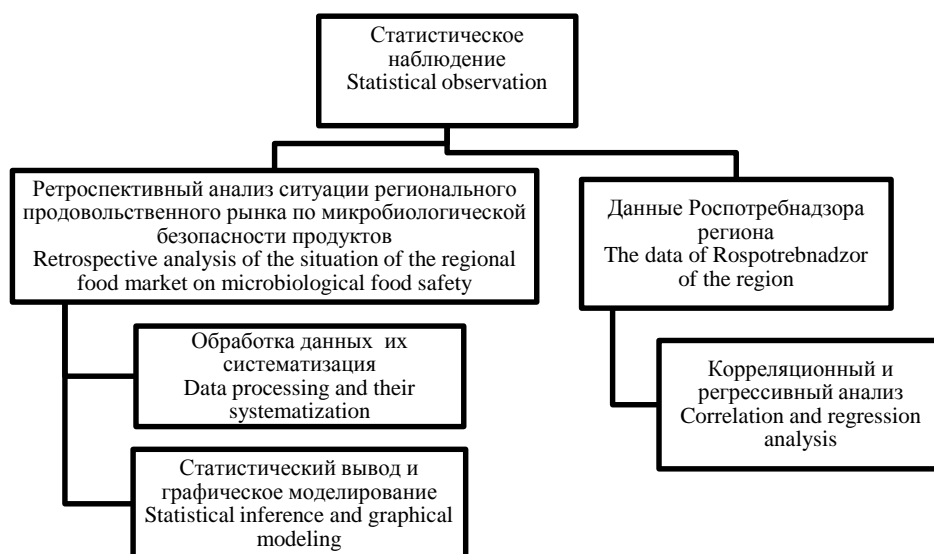 Статистическое
наблюдение
Statistical observation
Ретроспективный анализ ситуации регионального
продовольственного рынка по микробиологической
безопасности продуктов
Retrospective analysis of the situation of the regional
food market on microbiological food safety
Данные Роспотребнадзора
региона
The data of Rospotrebnadzor
of the region
Обработка данных их
систематизация
Data processing and their
systematization
Корреляционный и
регрессивный анализ
Correlation and regression
analysis
Статистический вывод и
графическое моделирование
Statistical inference and graphical
modeling